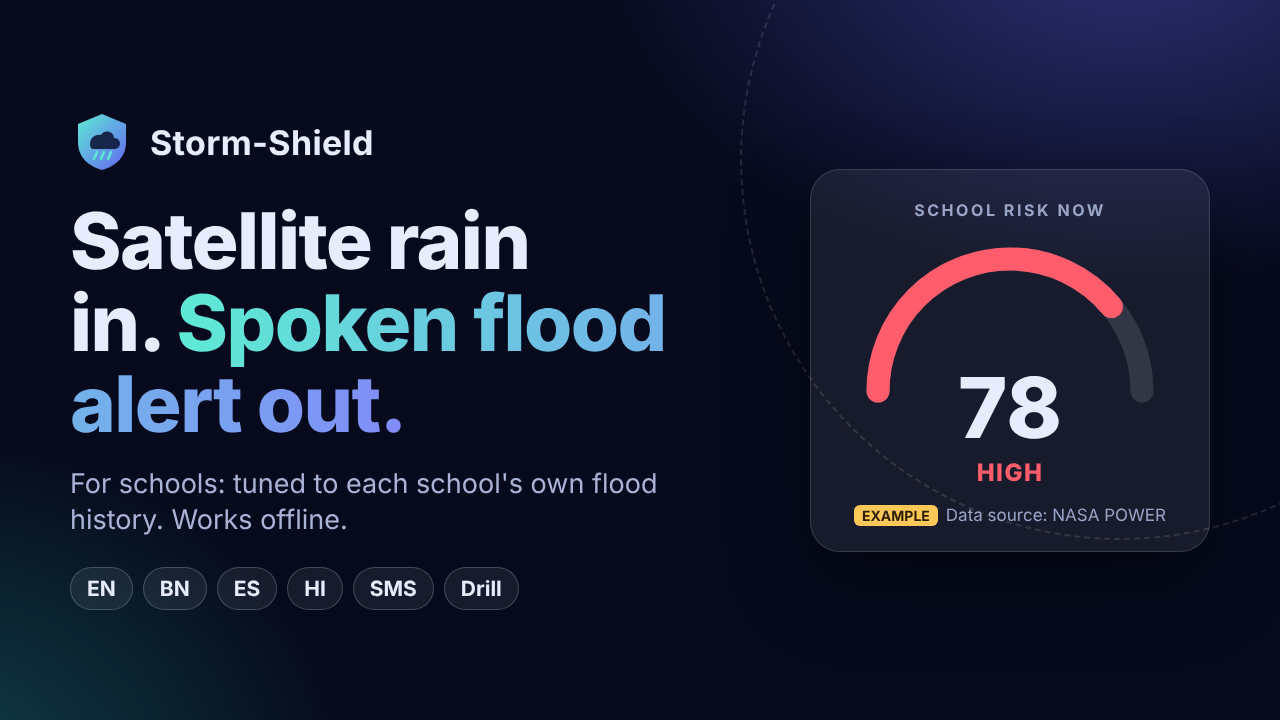 Storm-Shield
Satellite rain
in. Spoken flood
alert out.
For schools: tuned to each school's own flood
history. Works offline.
EN BN ES HI SMS Drill
SCHOOL RISK NOW
78
HIGH
EXAMPLE Data source: NASA POWER